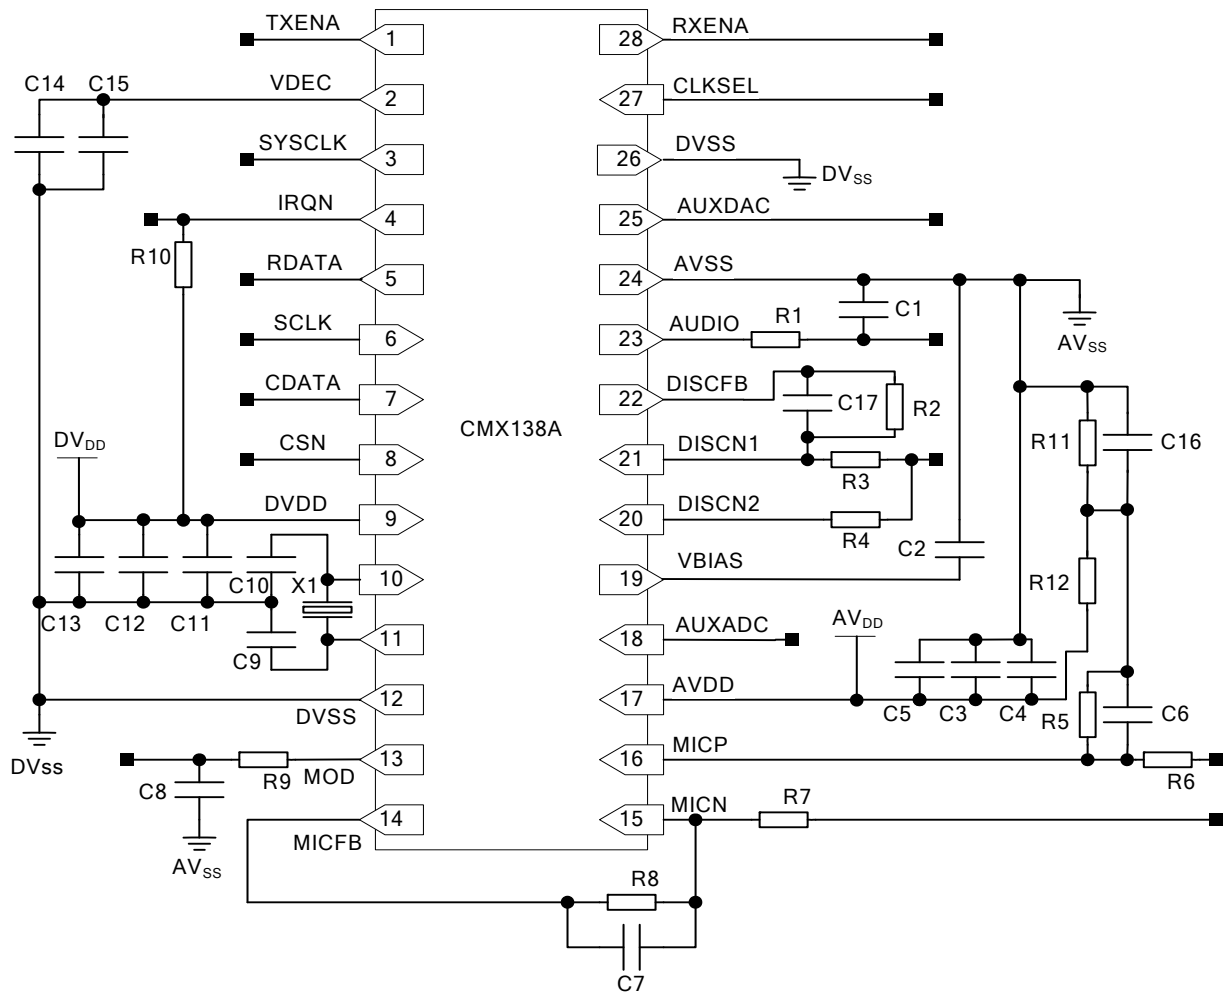 TXENA 1 28 RXENA
C14 C15 VDEC 2 27 CLKSEL
SYSCLK 3 26 DVSS
DVSS
IRQN 4 25 AUXDAC
R10
RDATA 5 24 AVSS
C1
R1
SCLK 6 23 AUDIO
AVSS
CDATA 7 22 DISCFB
C17 R2
CMX138A
DVDD
R11 C16
CSN 8 21 DISCN1
R3
DVDD 9 20 DISCN2
R4 C2
C10 X1 10 19 VBIAS
R12
C13 C12 C11
C9 11 18 AUXADC
AVDD
12 17 AVDD
DVSS
C5 C3 C4 R5 C6
DVss
13 16 MICP
R9 MOD
R6
C8
14 15 MICN R7
MICFB
AVSS
R8
C7